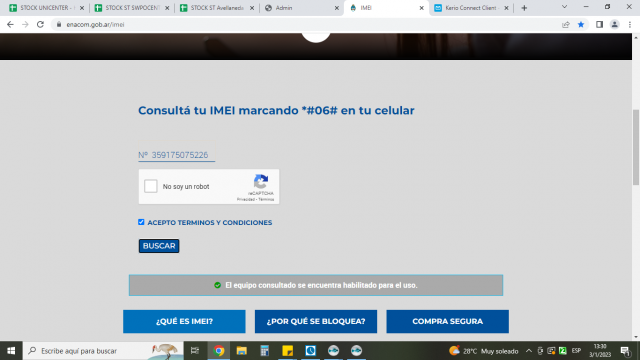 STOCK UNICENTER -
STOCK ST SWPOCENT
STOCK ST Avellaneda
Admin
IMEI
Kerio Connect Client
enacom.gob.ar/imei
Consultá tu IMEI marcando *#06# en tu celular
Nº 359175075226
No soy un robot
reCAPTCHA
Privacidad - Términos
ACEPTO TERMINOS Y CONDICIONES
BUSCAR
El equipo consultado se encuentra habilitado para el uso.
¿QUÉ ES IMEI?
¿POR QUÉ SE BLOQUEA?
COMPRA SEGURA
Escribe aquí para buscar
28°C Muy soleado
ESP
13:30
3/1/2023